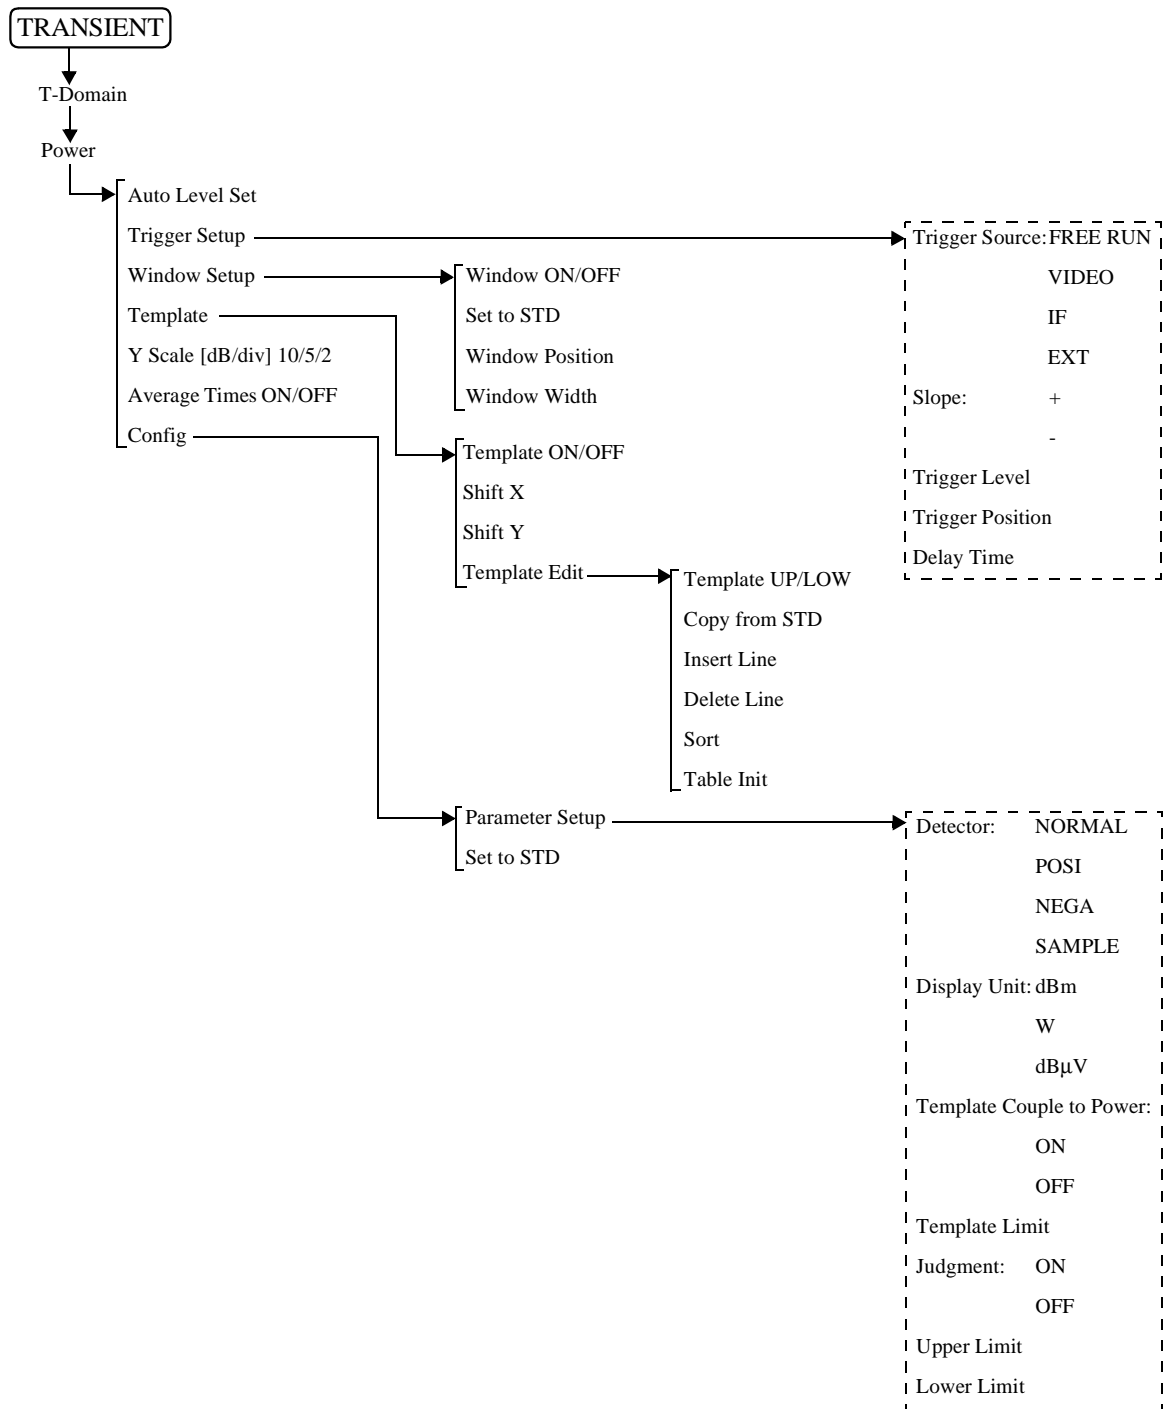 TRANSIENT
T-Domain
Power
Auto Level Set
Trigger Setup
Window Setup
Template
Y Scale [dB/div] 10/5/2
Average Times ON/OFF
Config
Window ON/OFF
Set to STD
Window Position
Window Width
Template ON/OFF
Shift X
Shift Y
Template Edit
Template UP/LOW
Copy from STD
Insert Line
Delete Line
Sort
Table Init
Parameter Setup
Set to STD
Trigger Source: FREE RUN
VIDEO
IF
EXT
Slope: +
-
Trigger Level
Trigger Position
Delay Time
Detector: NORMAL
POSI
NEGA
SAMPLE
Display Unit: dBm
W
dBμV
Template Couple to Power:
ON
OFF
Template Limit
Judgment: ON
OFF
Upper Limit
Lower Limit